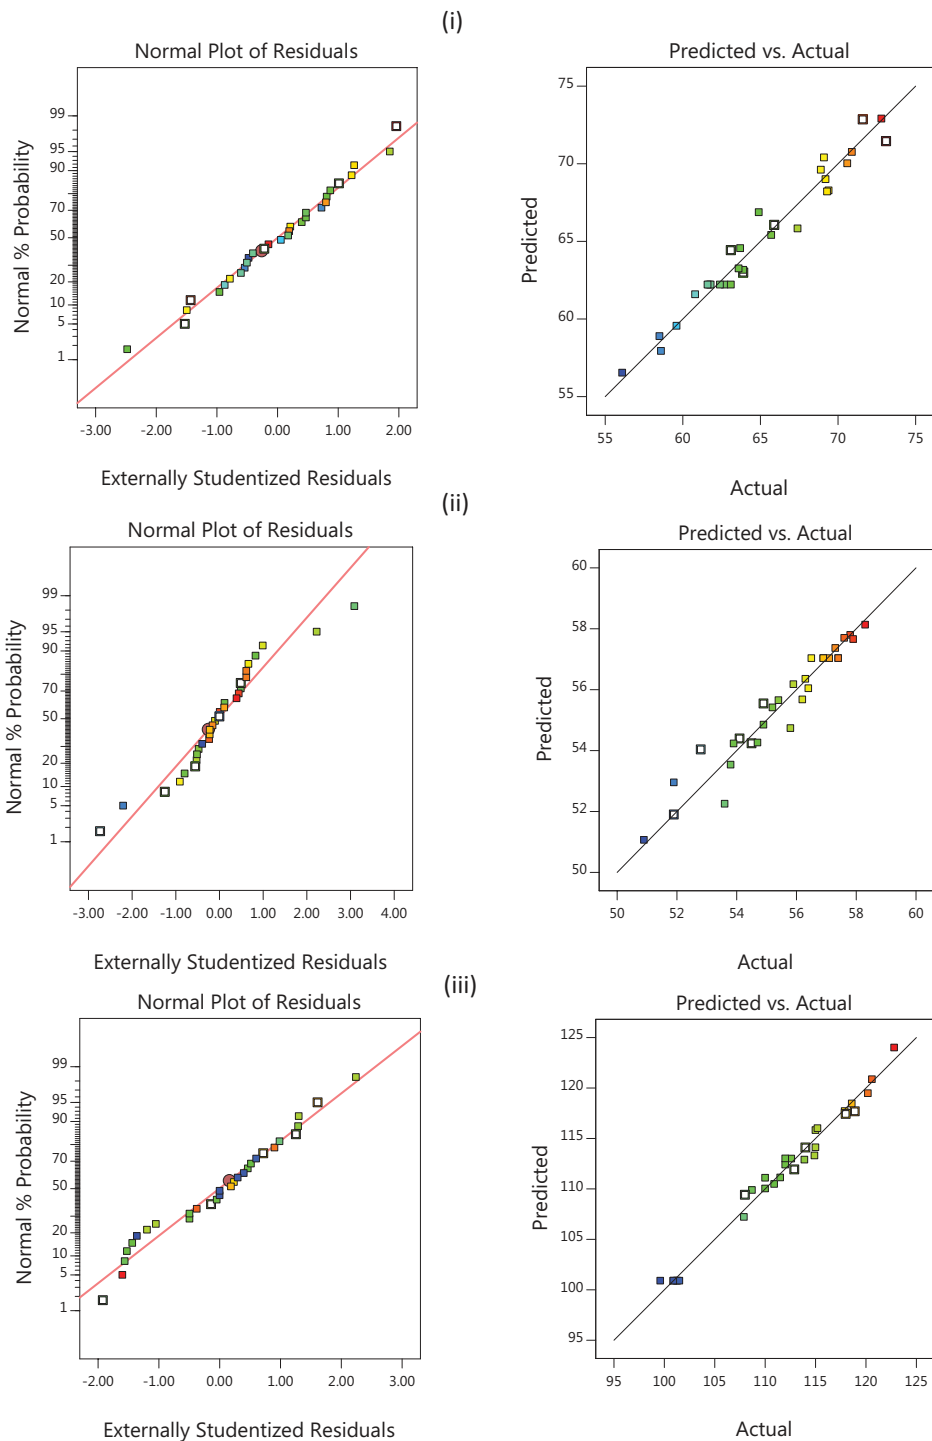 (i)
Normal Plot of Residuals
Normal % Probability
99
95
90
70
50
20
10
5
1
-3.00 -2.00 -1.00 0.00 1.00 2.00
Externally Studentized Residuals
Predicted vs. Actual
Predicted
75
70
65
60
55
55 60 65 70 75
Actual
(ii)
Normal Plot of Residuals
Normal % Probability
99
95
90
70
50
20
10
5
1
-3.00 -2.00 -1.00 0.00 1.00 2.00 3.00 4.00
Externally Studentized Residuals
Predicted vs. Actual
Predicted
60
58
56
54
52
50
50 52 54 56 58 60
Actual
(iii)
Normal Plot of Residuals
Normal % Probability
99
95
90
70
50
20
10
5
1
-2.00 -1.00 0.00 1.00 2.00 3.00
Externally Studentized Residuals
Predicted vs. Actual
Predicted
125
120
115
110
105
100
95
95 100 105 110 115 120 125
Actual